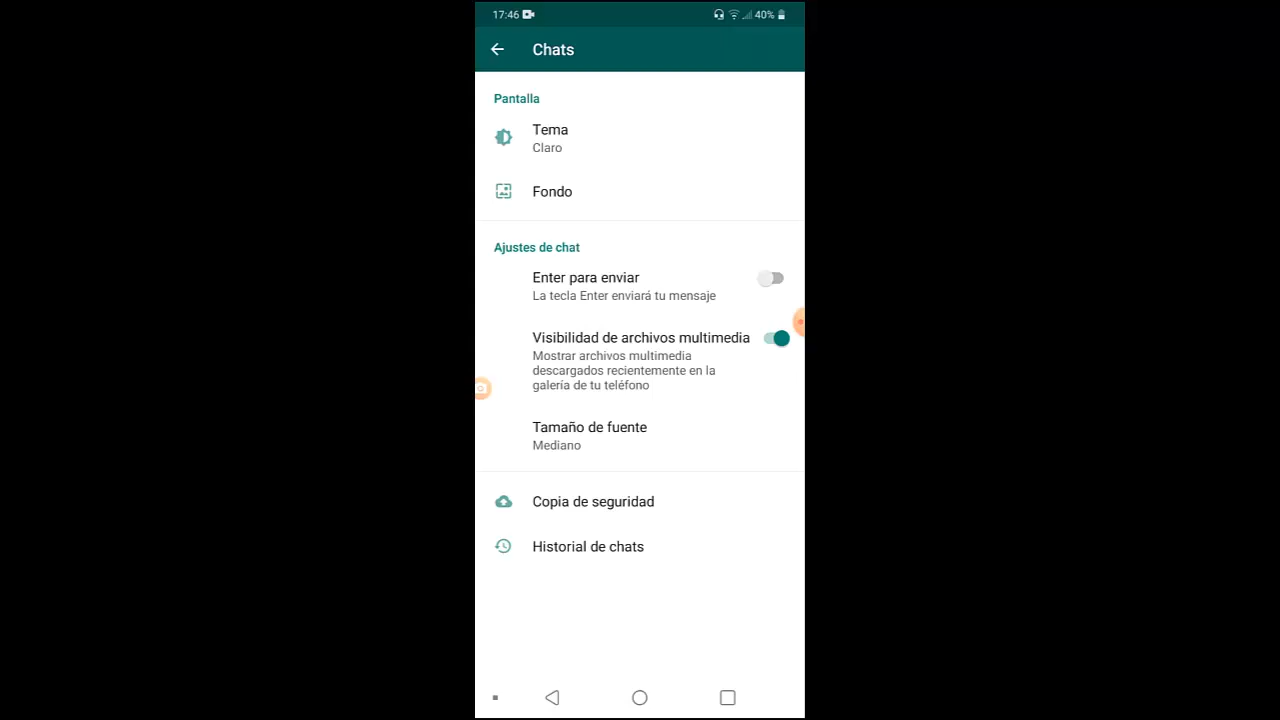 17:46
40%
Chats
Pantalla
Tema
Claro
Fondo
Ajustes de chat
Enter para enviar
La tecla Enter enviará tu mensaje
Visibilidad de archivos multimedia
Mostrar archivos multimedia
descargados recientemente en la
galería de tu teléfono
Tamaño de fuente
Mediano
Copia de seguridad
Historial de chats